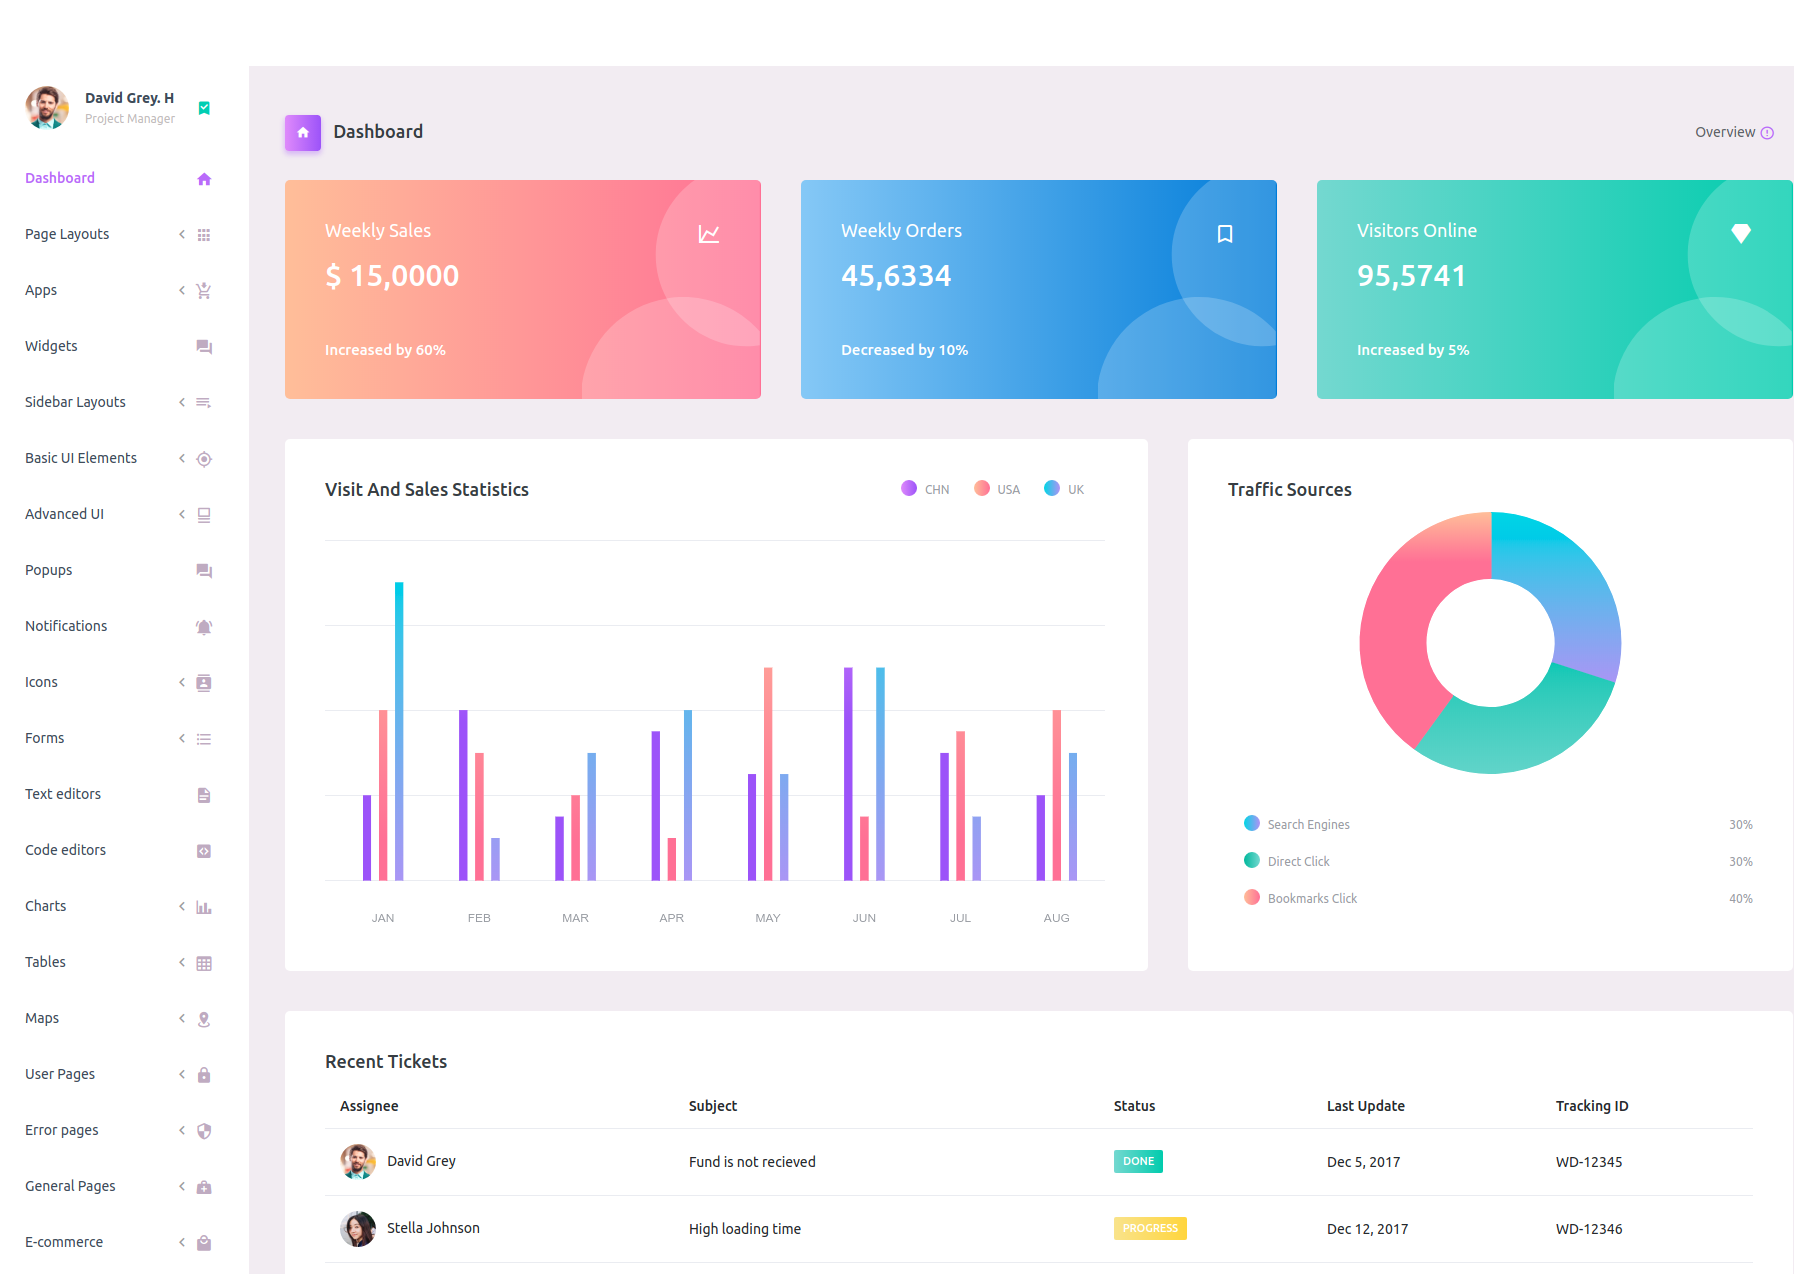 David Grey. H
Project Manager
Dashboard
Page Layouts
Apps
Widgets
Sidebar Layouts
Basic UI Elements
Advanced UI
Popups
Notifications
Icons
Forms
Text editors
Code editors
Charts
Tables
Maps
User Pages
Error pages
General Pages
E-commerce
Dashboard
Overview
Weekly Sales
$ 15,0000
Increased by 60%
Weekly Orders
45,6334
Decreased by 10%
Visitors Online
95,5741
Increased by 5%
Visit And Sales Statistics
CHN USA UK
JAN FEB MAR APR MAY JUN JUL AUG
Traffic Sources
Search Engines 30%
Direct Click 30%
Bookmarks Click 40%
Recent Tickets
Assignee Subject Status Last Update Tracking ID
David Grey Fund is not recieved DONE Dec 5, 2017 WD-12345
Stella Johnson High loading time PROGRESS Dec 12, 2017 WD-12346